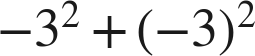 −3² + (−3)²